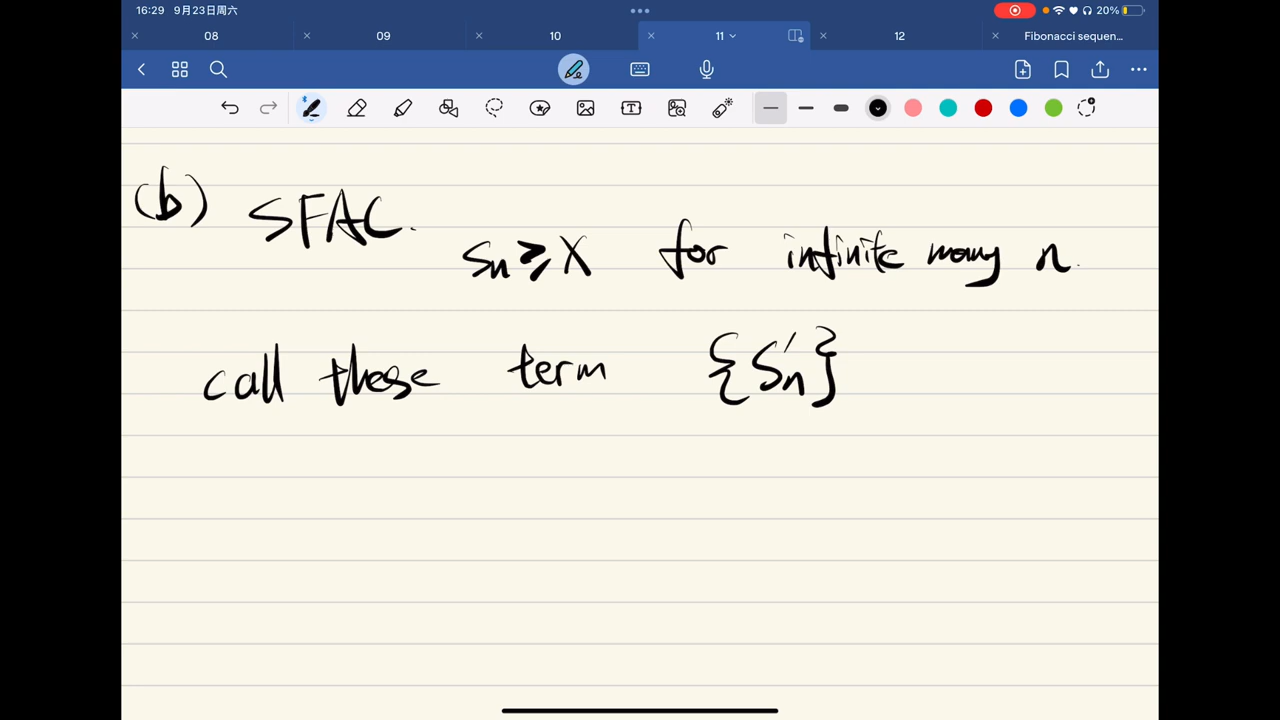 16:29 9月23日周六 20%
08 09 10 11 12 Fibonacci sequen...
(b) SFAC.
Sn ≥ X for infinite many n.
call these term {S'n}